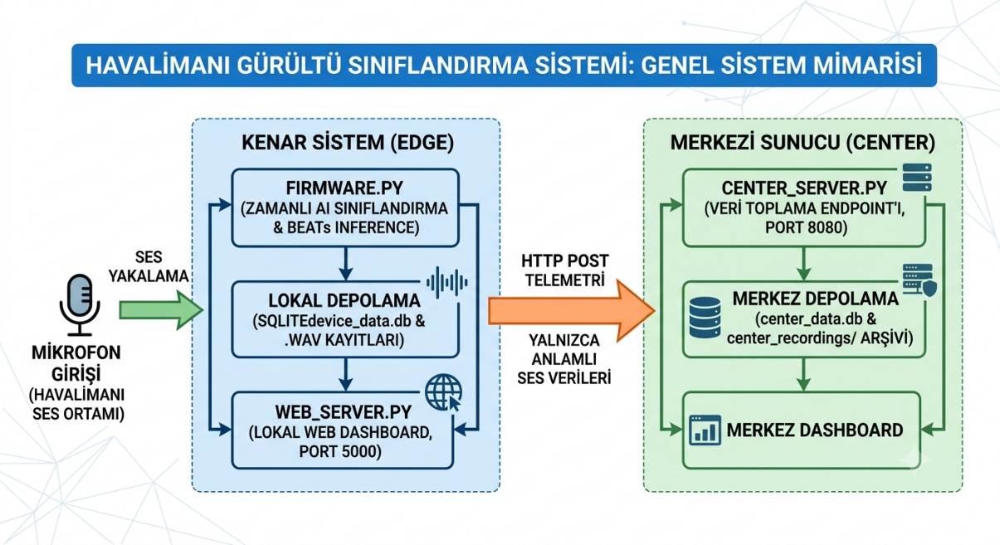 HAVALİMANI GÜRÜLTÜ SINIFLANDIRMA SİSTEMİ: GENEL SİSTEM MİMARİSİ
SES
YAKALAMA
MİKROFON
GİRİŞİ
(HAVALİMANI
SES ORTAMI)
KENAR SİSTEM (EDGE)
FIRMWARE.PY
(ZAMANLI AI SINIFLANDIRMA
& BEATs INFERENCE)
LOKAL DEPOLAMA
(SQLITEdevice_data.db &
.WAV KAYITLARI)
WEB_SERVER.PY
(LOKAL WEB DASHBOARD,
PORT 5000)
HTTP POST
TELEMETRİ
YALNIZCA
ANLAMLI
SES VERİLERİ
MERKEZİ SUNUCU (CENTER)
CENTER_SERVER.PY
(VERİ TOPLAMA ENDPOINT'I,
PORT 8080)
MERKEZ DEPOLAMA
(center_data.db &
center_recordings/ ARŞİVİ)
MERKEZ DASHBOARD